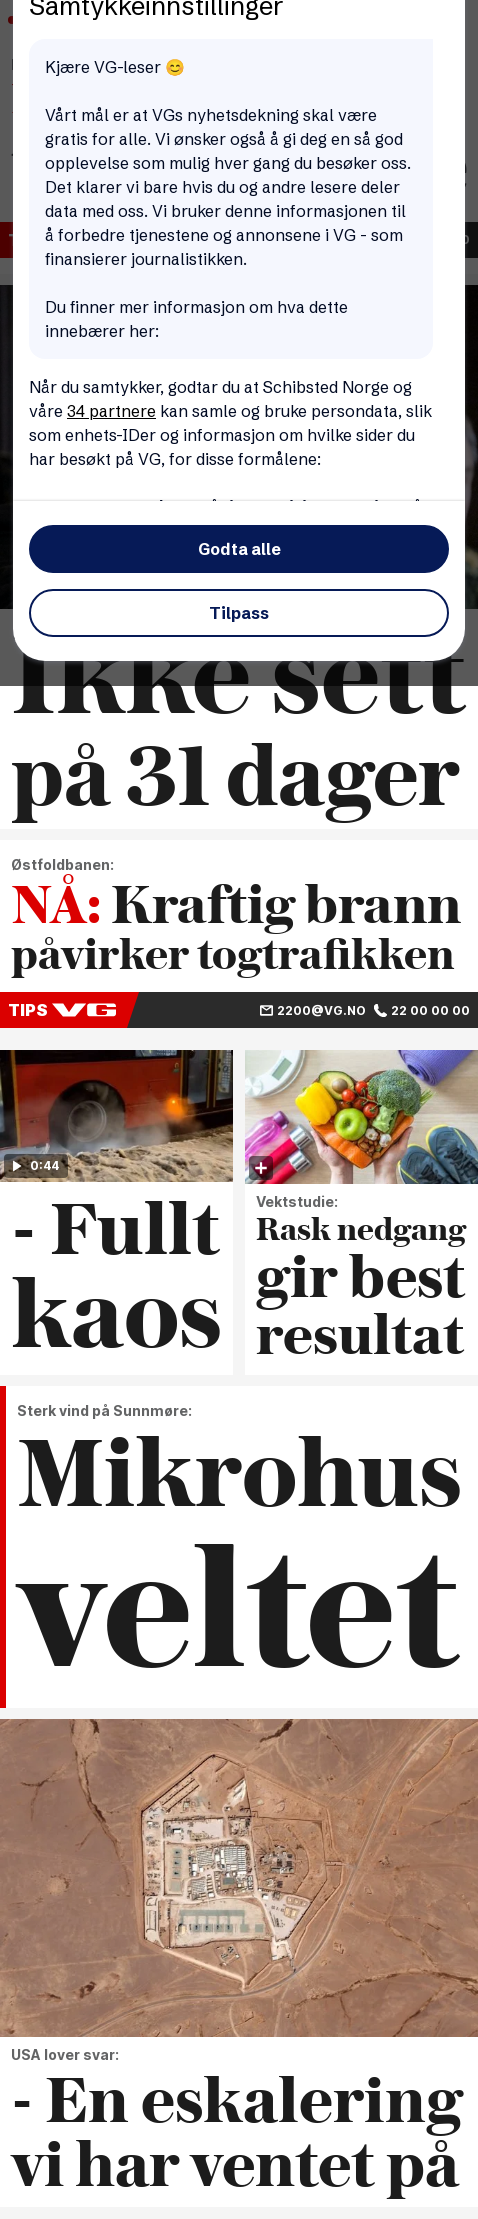 Samtykkeinnstillinger
Kjære VG-leser 😊
Vårt mål er at VGs nyhetsdekning skal være
gratis for alle. Vi ønsker også å gi deg en så god
opplevelse som mulig hver gang du besøker oss.
Det klarer vi bare hvis du og andre lesere deler
data med oss. Vi bruker denne informasjonen til
å forbedre tjenestene og annonsene i VG - som
finansierer journalistikken.
Du finner mer informasjon om hva dette
innebærer her:
Når du samtykker, godtar du at Schibsted Norge og
våre 34 partnere kan samle og bruke persondata, slik
som enhets-IDer og informasjon om hvilke sider du
har besøkt på VG, for disse formålene:
Godta alle
Tilpass
Ikke sett
på 31 dager
Østfoldbanen:
NÅ: Kraftig brann
påvirker togtrafikken
TIPS VG 2200@VG.NO 22 00 00 00
0:44
- Fullt
kaos
Vektstudie:
Rask nedgang
gir best
resultat
Sterk vind på Sunnmøre:
Mikrohus
veltet
USA lover svar:
- En eskalering
vi har ventet på